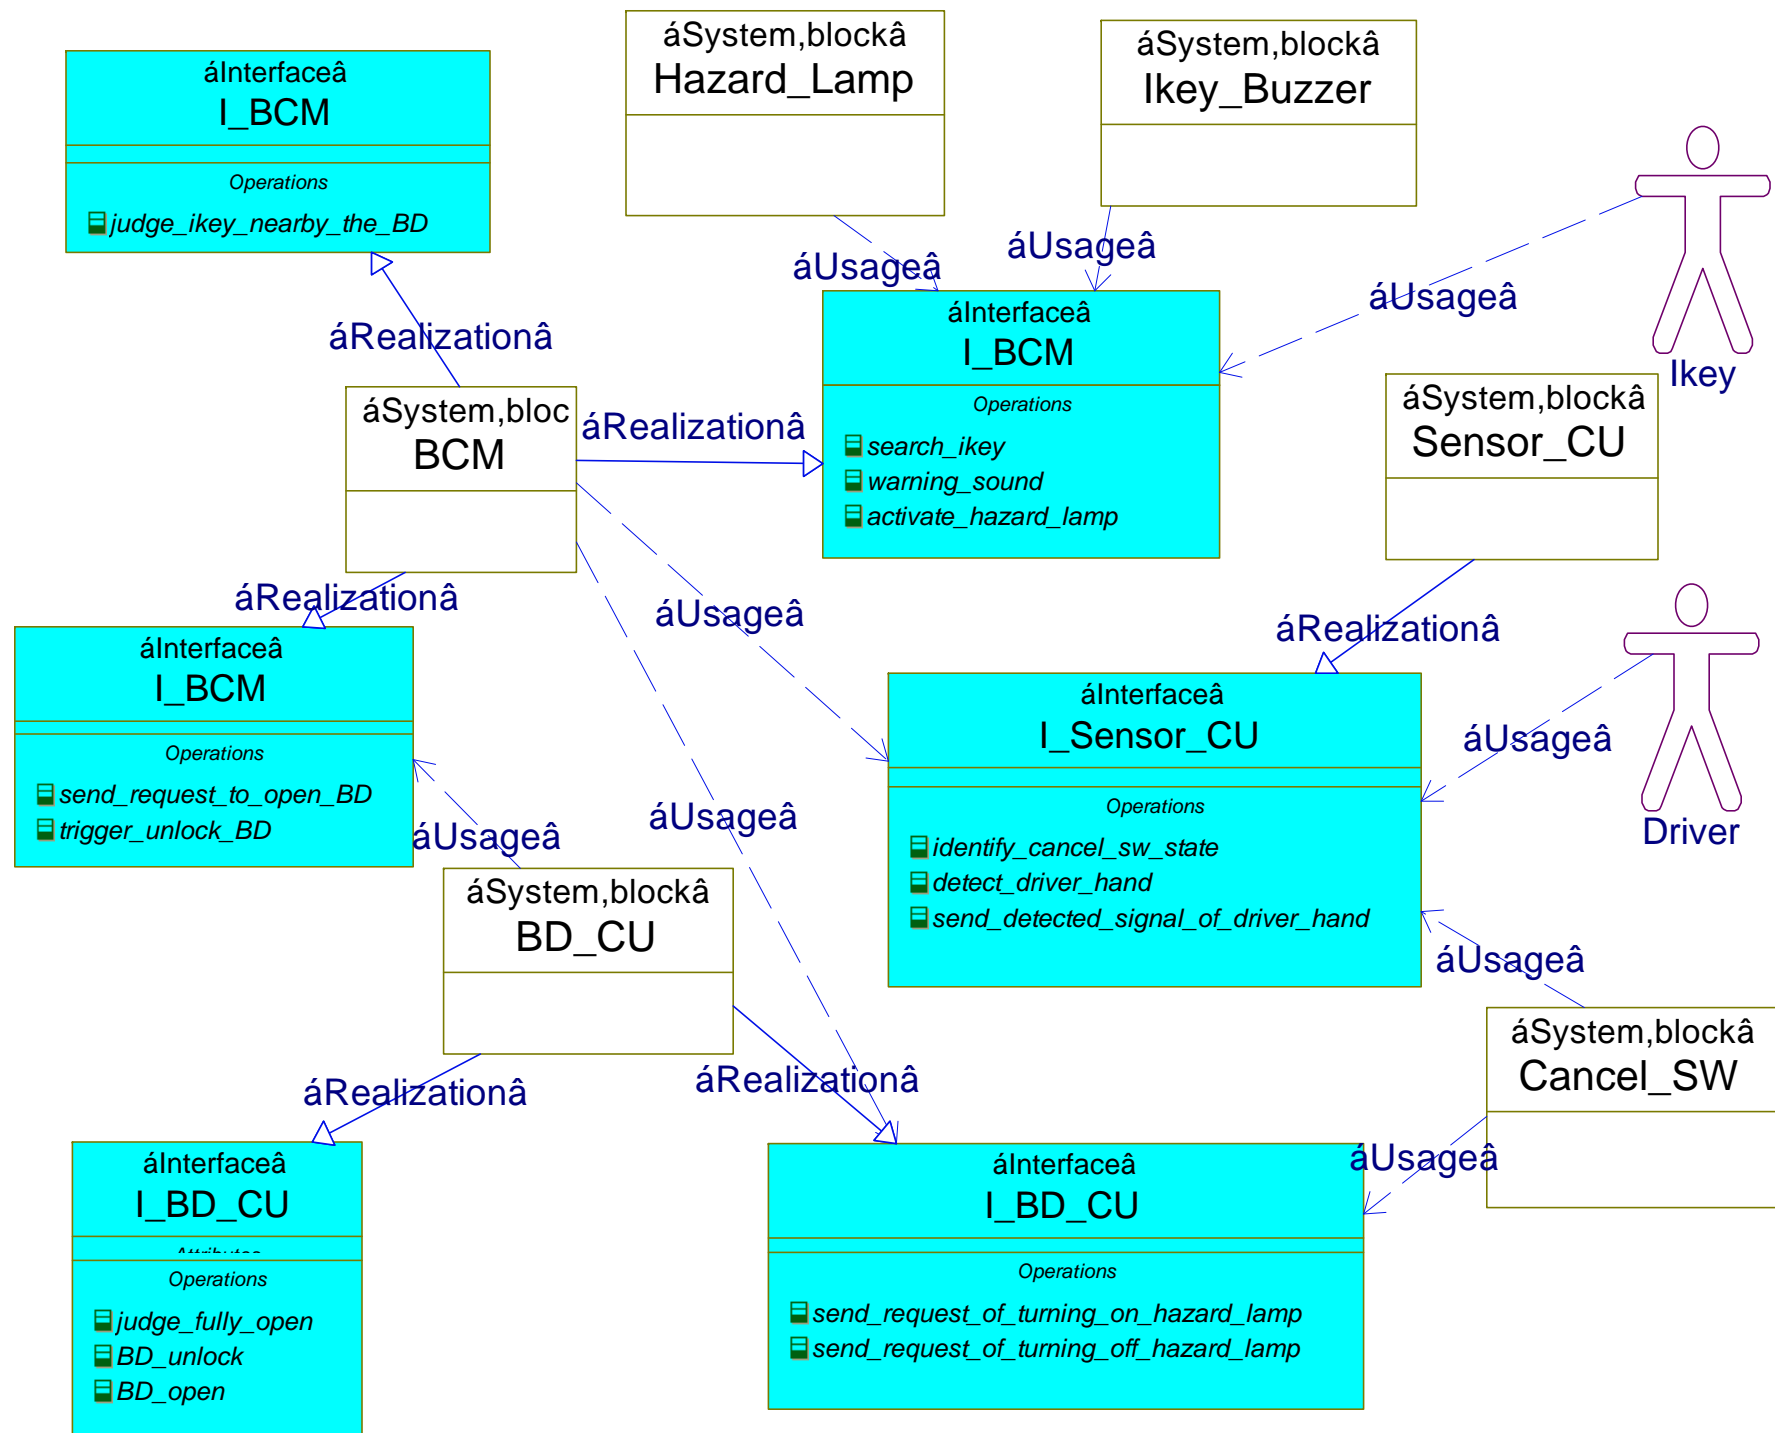 áInterfaceâ
I_BCM
Operations
judge_ikey_nearby_the_BD
áSystem,blockâ
Hazard_Lamp
áSystem,blockâ
Ikey_Buzzer
áUsageâ
áUsageâ
áUsageâ
Ikey
áRealizationâ
áInterfaceâ
I_BCM
Operations
search_ikey
warning_sound
activate_hazard_lamp
áSystem,bloc
BCM
áRealizationâ
áSystem,blockâ
Sensor_CU
áRealizationâ
áUsageâ
áRealizationâ
áInterfaceâ
I_BCM
Operations
send_request_to_open_BD
trigger_unlock_BD
áInterfaceâ
I_Sensor_CU
Operations
identify_cancel_sw_state
detect_driver_hand
send_detected_signal_of_driver_hand
áUsageâ
Driver
áUsageâ
áUsageâ
áSystem,blockâ
BD_CU
áUsageâ
áSystem,blockâ
Cancel_SW
áRealizationâ
áRealizationâ
áUsageâ
áInterfaceâ
I_BD_CU
Attributes
Operations
judge_fully_open
BD_unlock
BD_open
áInterfaceâ
I_BD_CU
Operations
send_request_of_turning_on_hazard_lamp
send_request_of_turning_off_hazard_lamp